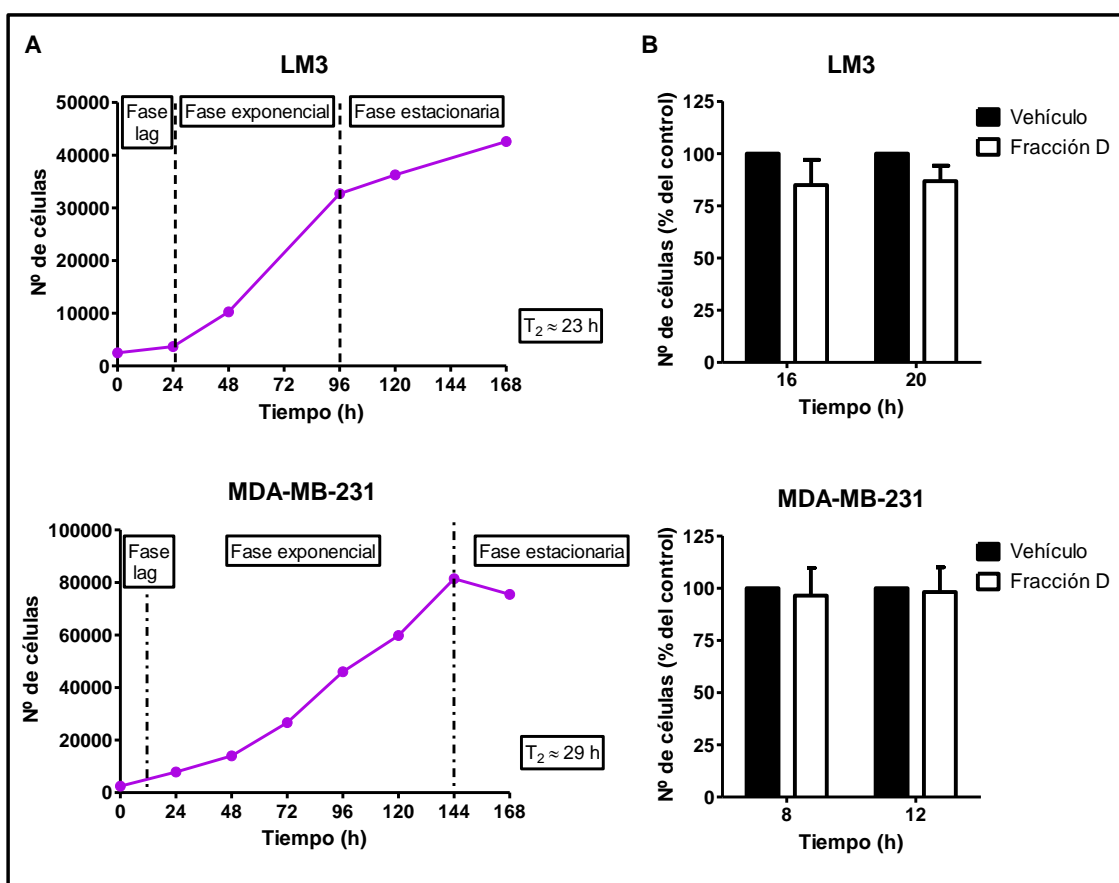 A
LM3
50000
40000
30000
20000
10000
0
Nº de células
Fase
lag
Fase exponencial
Fase estacionaria
T2 ≈ 23 h
0 24 48 72 96 120 144 168
Tiempo (h)
B
LM3
125
100
75
50
25
0
Nº de células (% del control)
Vehículo
Fracción D
16 20
Tiempo (h)
MDA-MB-231
100000
80000
60000
40000
20000
0
Nº de células
Fase
lag
Fase exponencial
Fase estacionaria
T2 ≈ 29 h
0 24 48 72 96 120 144 168
Tiempo (h)
MDA-MB-231
125
100
75
50
25
0
Nº de células (% del control)
Vehículo
Fracción D
8 12
Tiempo (h)